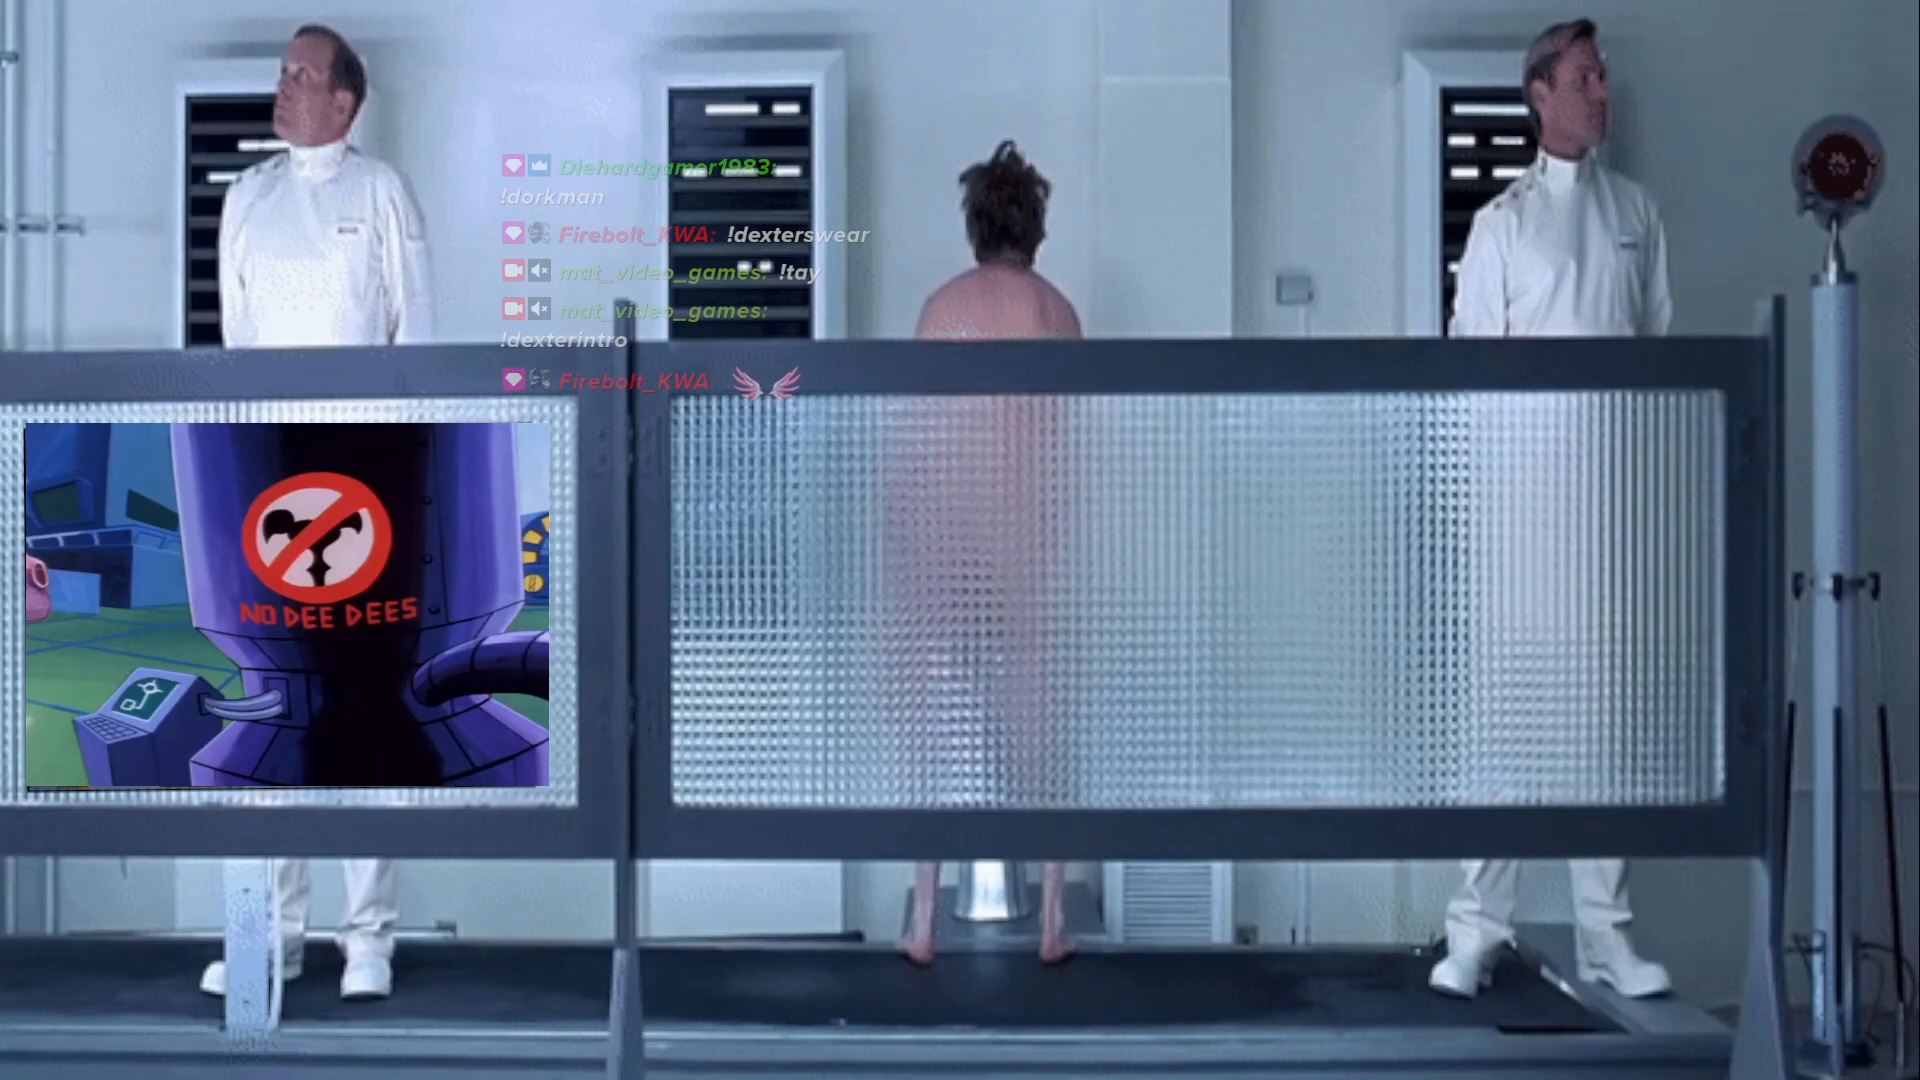 Diehardgamer1983:
!dorkman
Firebolt_KWA: !dexterswear
mat_video_games: !tay
mat_video_games:
!dexterintro
Firebolt_KWA:
NO DEE DEES